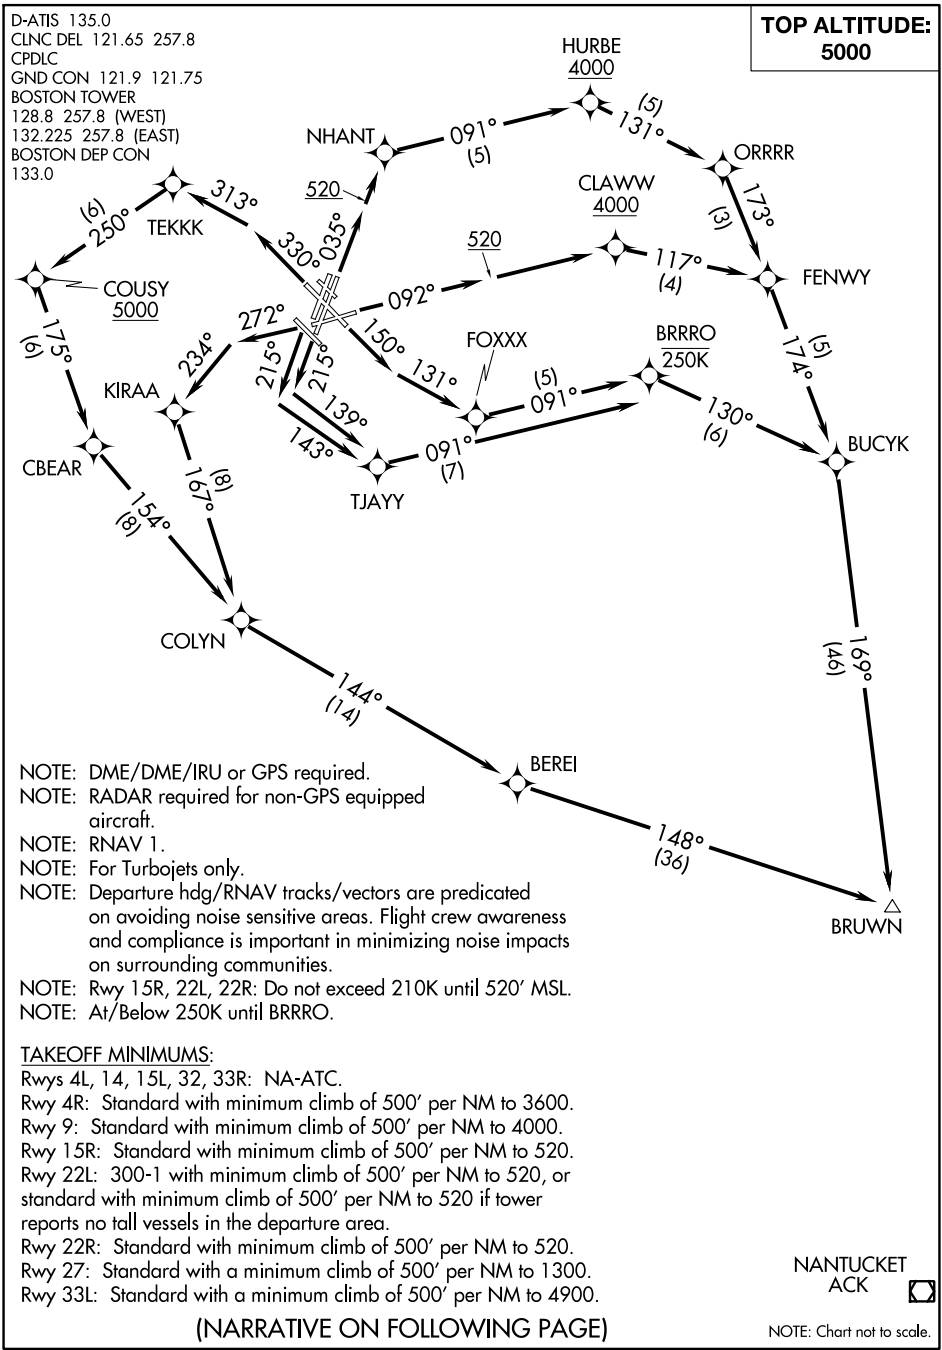 D-ATIS 135.0
CLNC DEL 121.65 257.8
CPDLC
GND CON 121.9 121.75
BOSTON TOWER
128.8 257.8 (WEST)
132.225 257.8 (EAST)
BOSTON DEP CON
133.0
TOP ALTITUDE:
5000
HURBE
4000
NHANT
091°
(5)
(5)
131°
ORRRR
520
313°
TEKKK
(6)
250°
035°
330°
CLAWW
4000
173°
(3)
520
117°
(4)
FENWY
COUSY
5000
092°
272°
150°
FOXXX
BRRRO
250K
(5)
174°
175°
(6)
234°
215°
215°
131°
(5)
091°
KIRAA
139°
143°
130°
(6)
BUCYK
091°
(7)
TJAYY
CBEAR
(8)
167°
154°
(8)
COLYN
169°
(46)
144°
(14)
BEREI
148°
(36)
BRUWN
NOTE: DME/DME/IRU or GPS required.
NOTE: RADAR required for non-GPS equipped
aircraft.
NOTE: RNAV 1.
NOTE: For Turbojets only.
NOTE: Departure hdg/RNAV tracks/vectors are predicated
on avoiding noise sensitive areas. Flight crew awareness
and compliance is important in minimizing noise impacts
on surrounding communities.
NOTE: Rwy 15R, 22L, 22R: Do not exceed 210K until 520′ MSL.
NOTE: At/Below 250K until BRRRO.
TAKEOFF MINIMUMS:
Rwys 4L, 14, 15L, 32, 33R: NA-ATC.
Rwy 4R: Standard with minimum climb of 500′ per NM to 3600.
Rwy 9: Standard with minimum climb of 500′ per NM to 4000.
Rwy 15R: Standard with minimum climb of 500′ per NM to 520.
Rwy 22L: 300-1 with minimum climb of 500′ per NM to 520, or
standard with minimum climb of 500′ per NM to 520 if tower
reports no tall vessels in the departure area.
Rwy 22R: Standard with minimum climb of 500′ per NM to 520.
Rwy 27: Standard with a minimum climb of 500′ per NM to 1300.
Rwy 33L: Standard with a minimum climb of 500′ per NM to 4900.
(NARRATIVE ON FOLLOWING PAGE)
NANTUCKET
ACK
NOTE: Chart not to scale.